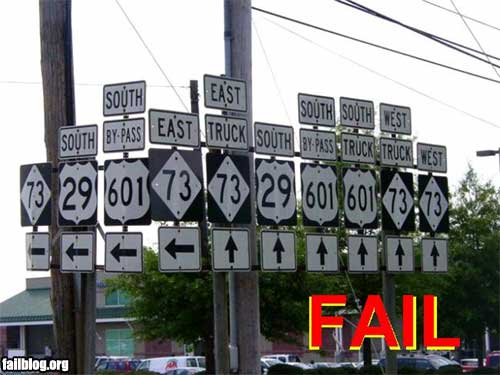 73
SOUTH
29
SOUTH
BY-PASS
601
EAST
73
EAST
TRUCK
73
SOUTH
29
SOUTH
BY-PASS
601
SOUTH
TRUCK
601
WEST
TRUCK
73
WEST
73
FAIL
failblog.org